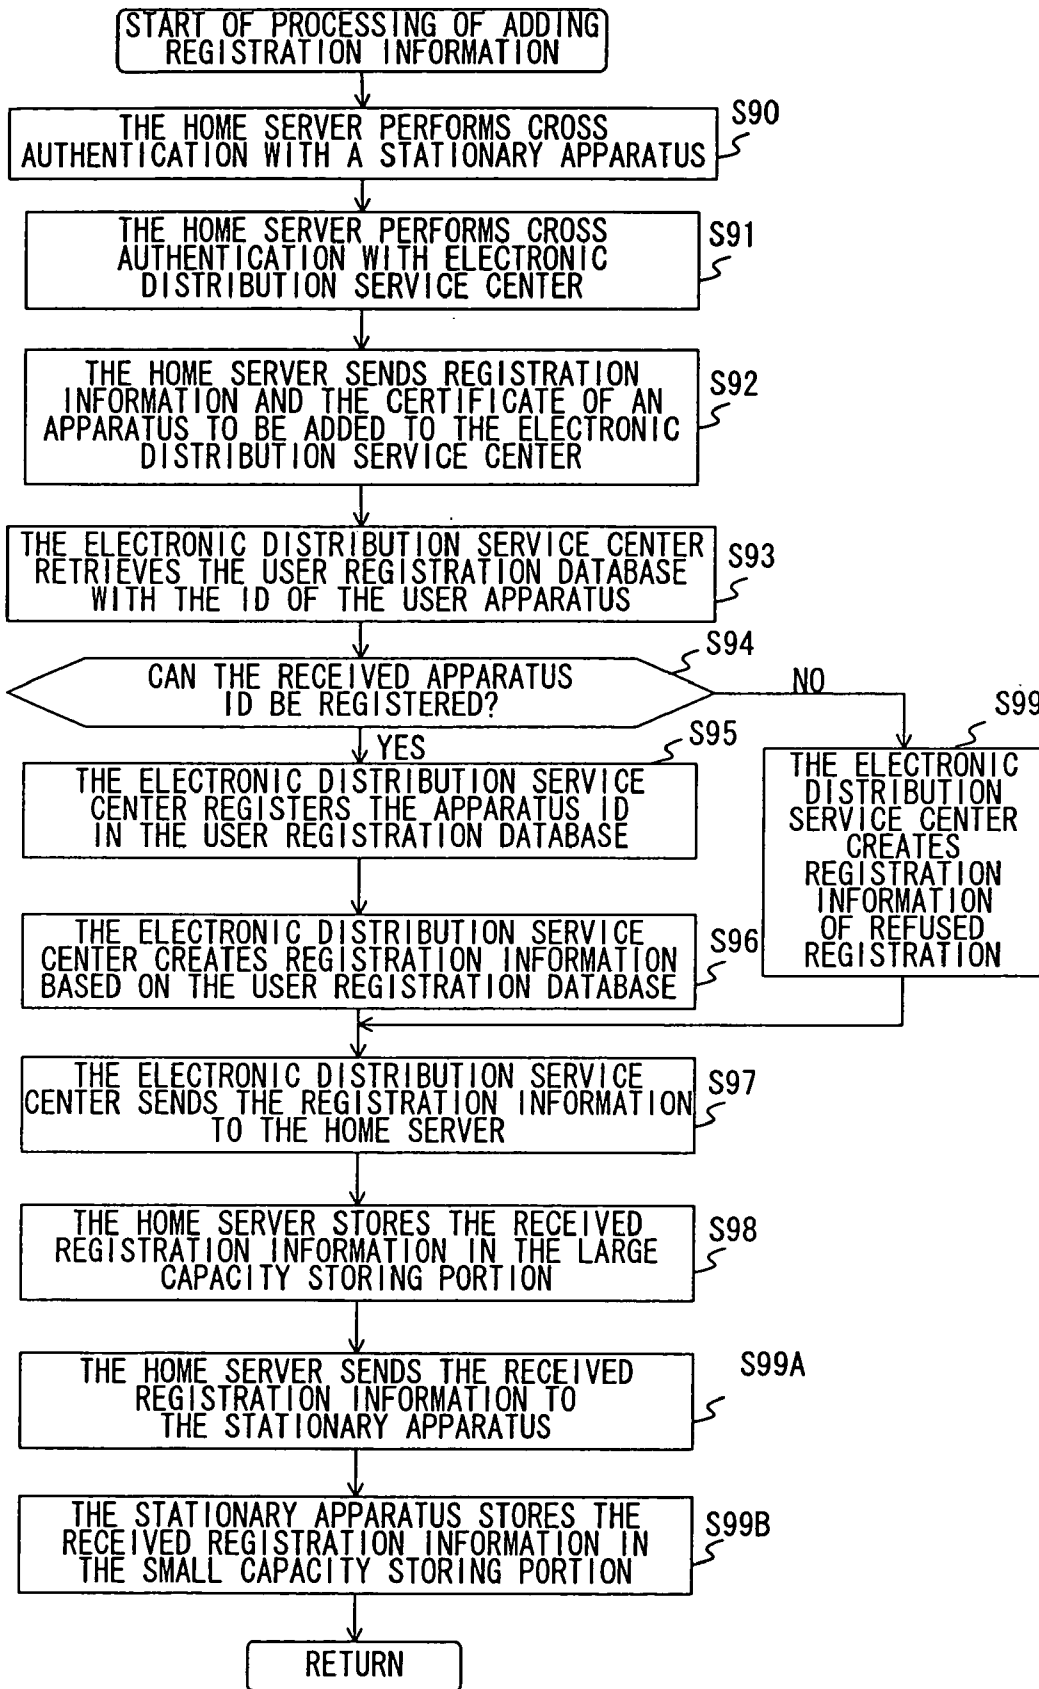 START OF PROCESSING OF ADDING
REGISTRATION INFORMATION
S90
THE HOME SERVER PERFORMS CROSS
AUTHENTICATION WITH A STATIONARY APPARATUS
S91
THE HOME SERVER PERFORMS CROSS
AUTHENTICATION WITH ELECTRONIC
DISTRIBUTION SERVICE CENTER
S92
THE HOME SERVER SENDS REGISTRATION
INFORMATION AND THE CERTIFICATE OF AN
APPARATUS TO BE ADDED TO THE ELECTRONIC
DISTRIBUTION SERVICE CENTER
S93
THE ELECTRONIC DISTRIBUTION SERVICE CENTER
RETRIEVES THE USER REGISTRATION DATABASE
WITH THE ID OF THE USER APPARATUS
S94
CAN THE RECEIVED APPARATUS
ID BE REGISTERED?
NO
YES
S95
THE ELECTRONIC DISTRIBUTION SERVICE
CENTER REGISTERS THE APPARATUS ID
IN THE USER REGISTRATION DATABASE
S99
THE ELECTRONIC
DISTRIBUTION
SERVICE CENTER
CREATES
REGISTRATION
INFORMATION
OF REFUSED
REGISTRATION
S96
THE ELECTRONIC DISTRIBUTION SERVICE
CENTER CREATES REGISTRATION INFORMATION
BASED ON THE USER REGISTRATION DATABASE
S97
THE ELECTRONIC DISTRIBUTION SERVICE
CENTER SENDS THE REGISTRATION INFORMATION
TO THE HOME SERVER
S98
THE HOME SERVER STORES THE RECEIVED
REGISTRATION INFORMATION IN THE LARGE
CAPACITY STORING PORTION
S99A
THE HOME SERVER SENDS THE RECEIVED
REGISTRATION INFORMATION TO
THE STATIONARY APPARATUS
S99B
THE STATIONARY APPARATUS STORES THE
RECEIVED REGISTRATION INFORMATION IN
THE SMALL CAPACITY STORING PORTION
RETURN